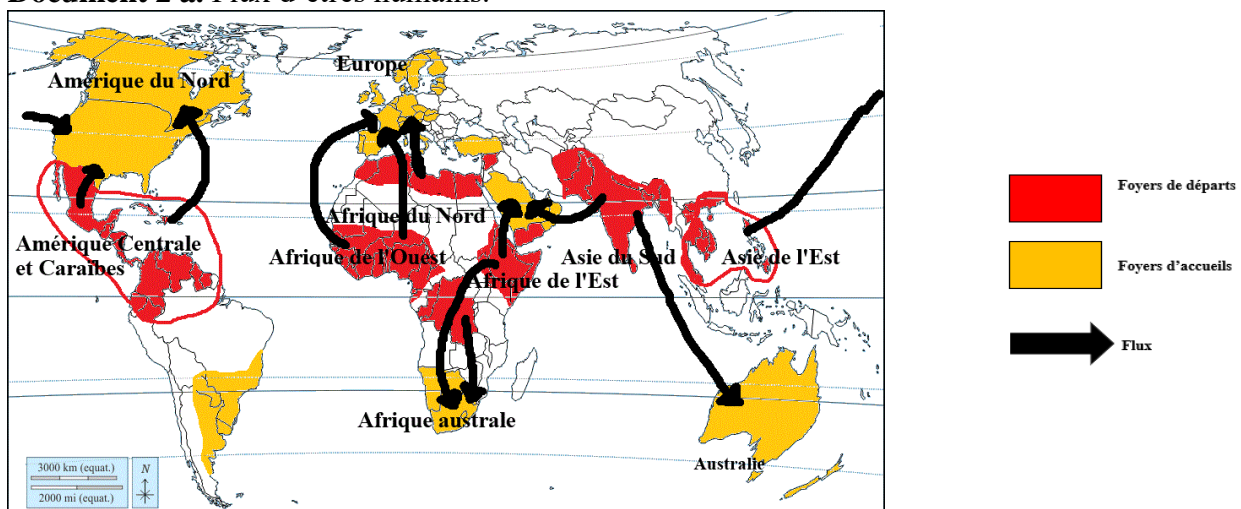 Document 2 a. Flux d'êtres humains.
Europe
Amérique du Nord
Afrique du Nord
Amérique Centrale
et Caraïbes
Afrique de l'Ouest
Asie du Sud
Asie de l'Est
Afrique de l'Est
Afrique australe
Australie
3000 km (equat.)
2000 mi (equat.)
N
Foyers de départs
Foyers d'accueils
Flux